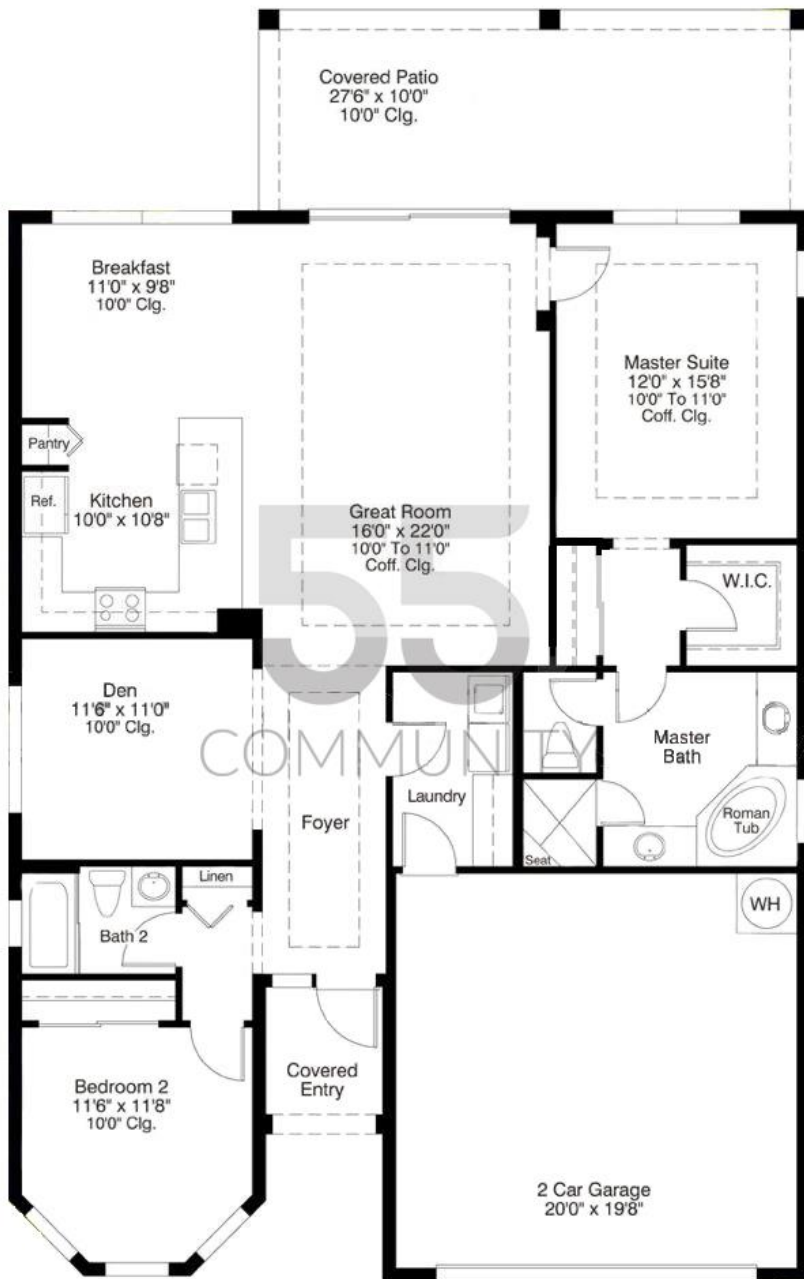 Covered Patio
27'6" x 10'0"
10'0" Clg.
Breakfast
11'0" x 9'8"
10'0" Clg.
Master Suite
12'0" x 15'8"
10'0" To 11'0"
Coff. Clg.
Pantry
Ref.
Kitchen
10'0" x 10'8"
Great Room
16'0" x 22'0"
10'0" To 11'0"
Coff. Clg.
55
COMMUNITY
W.I.C.
Den
11'6" x 11'0"
10'0" Clg.
Master
Bath
Laundry
Foyer
Roman
Tub
Seat
Linen
WH
Bath 2
Covered
Entry
Bedroom 2
11'6" x 11'8"
10'0" Clg.
2 Car Garage
20'0" x 19'8"